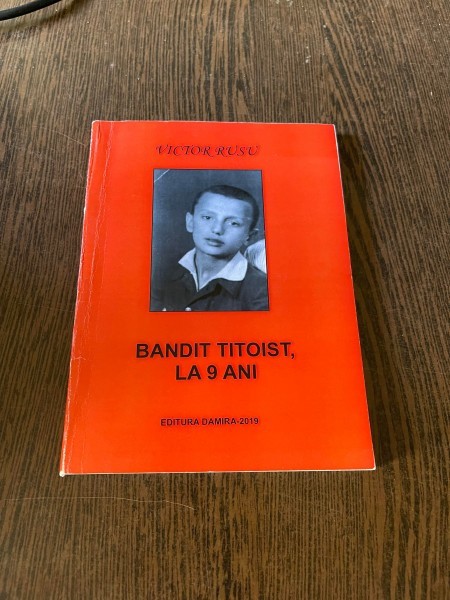 VICTOR RUSU
BANDIT TITOIST,
LA 9 ANI
EDITURA DAMIRA-2019